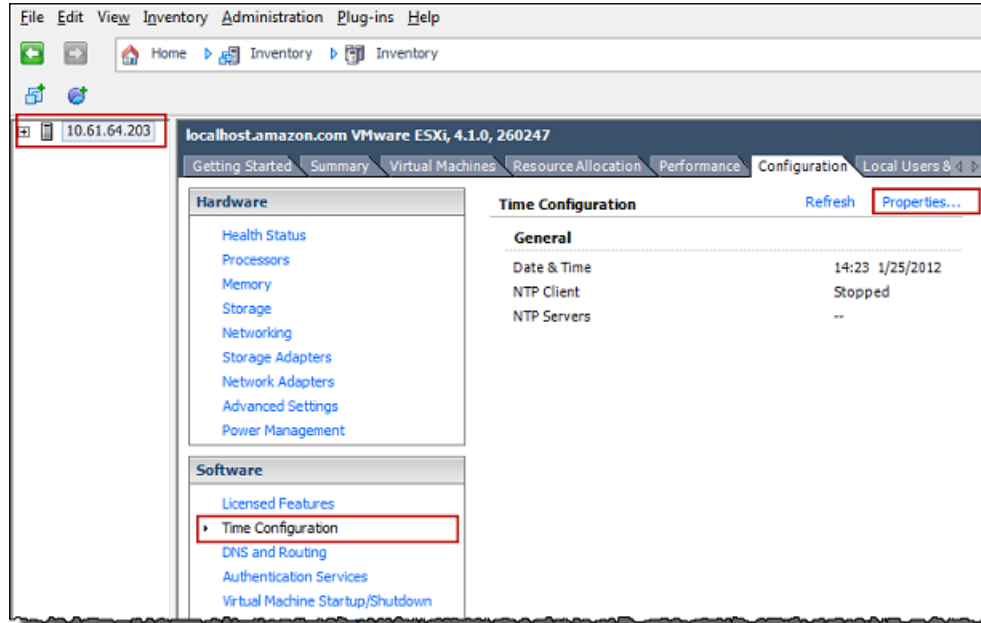 File Edit View Inventory Administration Plug-ins Help
Home Inventory Inventory
10.61.64.203
localhost.amazon.com VMware ESXi, 4.1.0, 260247
Getting Started Summary Virtual Machines Resource Allocation Performance Configuration Local Users &
Hardware
Health Status
Processors
Memory
Storage
Networking
Storage Adapters
Network Adapters
Advanced Settings
Power Management
Software
Licensed Features
Time Configuration
DNS and Routing
Authentication Services
Virtual Machine Startup/Shutdown
Time Configuration Refresh Properties...
General
Date & Time 14:23 1/25/2012
NTP Client Stopped
NTP Servers --